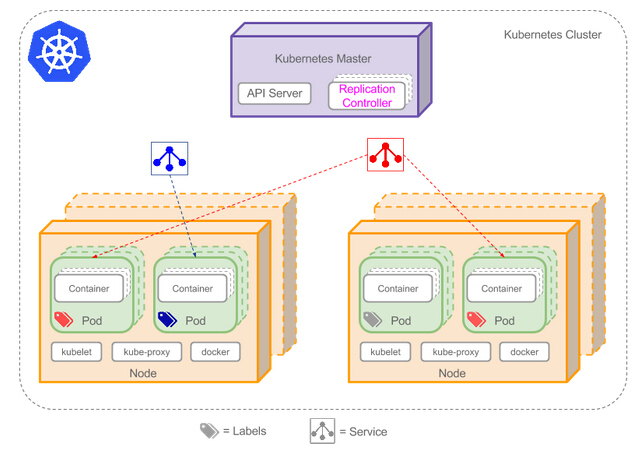 Kubernetes Cluster
Kubernetes Master
API Server
Replication
Controller
Container
Container
Container
Container
Pod
Pod
Pod
Pod
kubelet
kube-proxy
docker
kubelet
kube-proxy
docker
Node
Node
= Labels
= Service